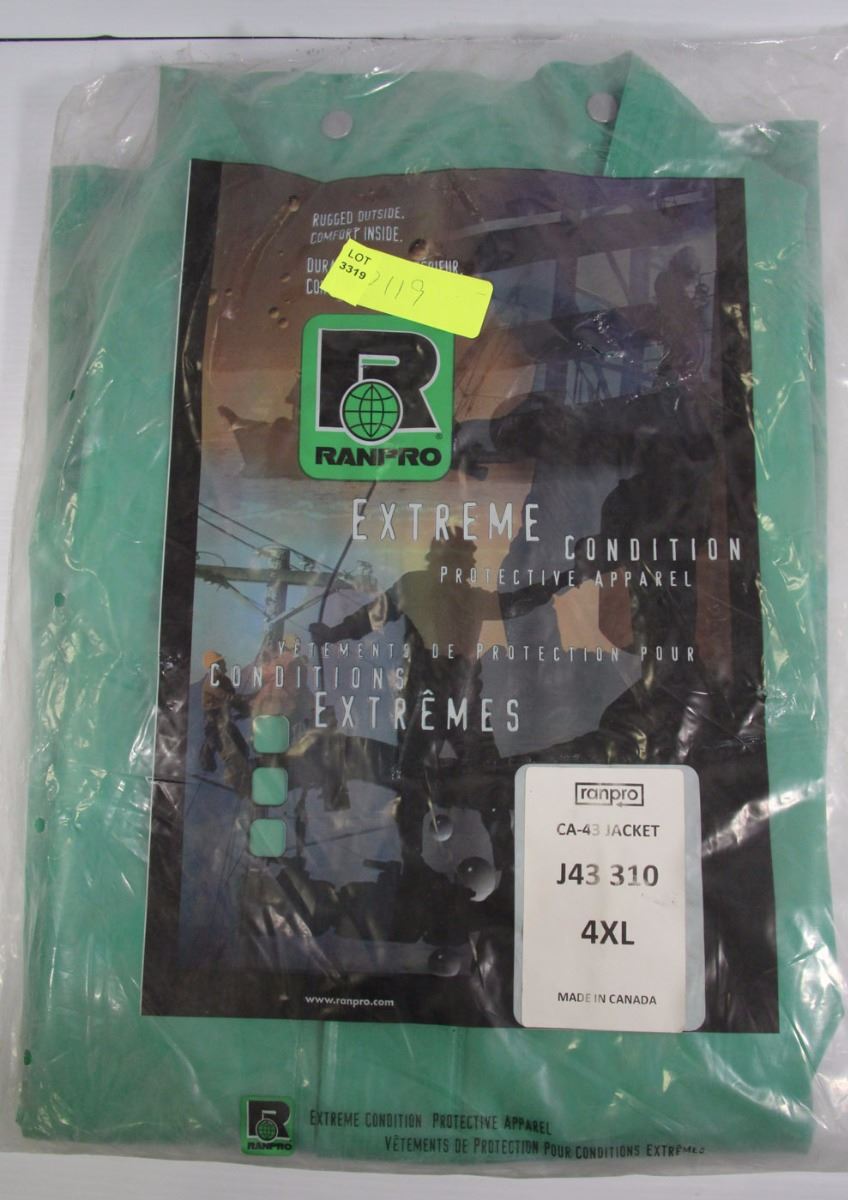 RUGGED OUTSIDE.
COMFORT INSIDE.
LOT
3319
EXTREME
CONDITION
PROTECTIVE APPAREL
R
®
RANPRO
VÊTEMENTS DE PROTECTION POUR
CONDITIONS
EXTRÊMES
ranpro
CA-43 JACKET
J43 310
4XL
MADE IN CANADA
www.ranpro.com
R
RANPRO
EXTREME CONDITION PROTECTIVE APPAREL
VÊTEMENTS DE PROTECTION POUR CONDITIONS EXTRÊMES